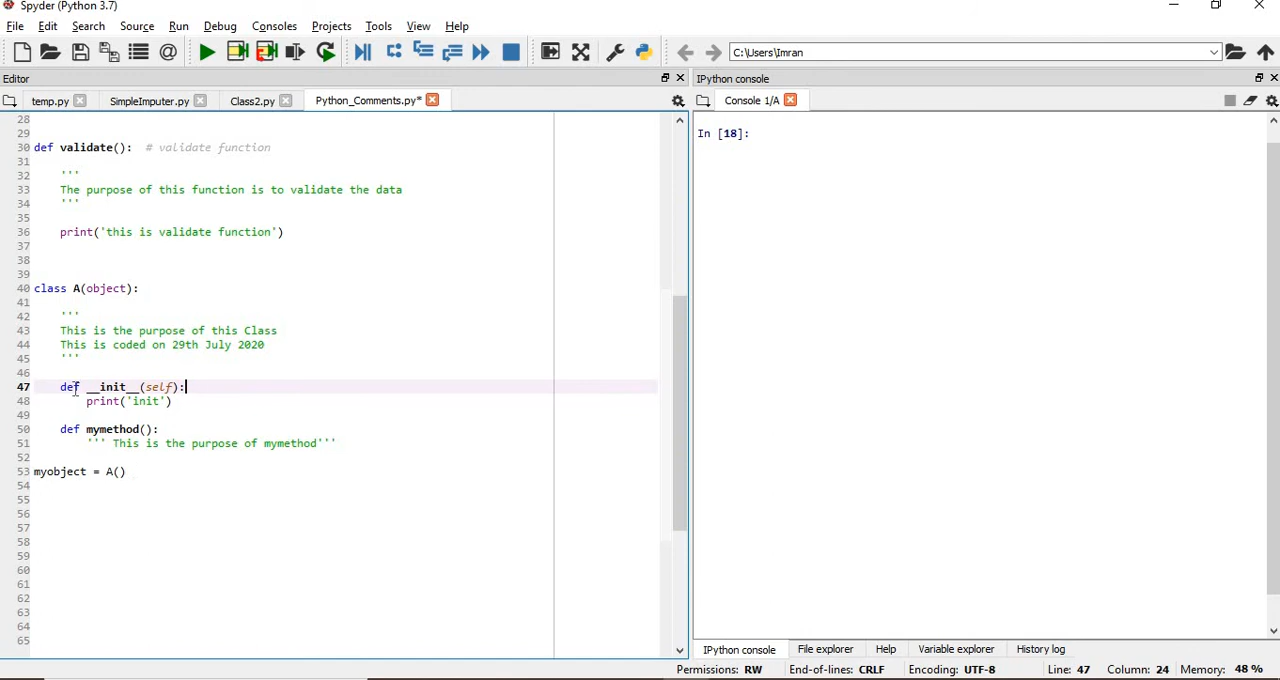 Spyder (Python 3.7)
File Edit Search Source Run Debug Consoles Projects Tools View Help
C:\Users\Imran
Editor
IPython console
temp.py SimpleImputer.py Class2.py Python_Comments.py*
Console 1/A
28
29
30 def validate():  # validate function
31
32     '''
33     The purpose of this function is to validate the data
34     '''
35
36     print('this is validate function')
37
38
39
40 class A(object):
41
42     '''
43     This is the purpose of this Class
44     This is coded on 29th July 2020
45     '''
46
47     def __init__(self):
48         print('init')
49
50     def mymethod():
51         ''' This is the purpose of mymethod'''
52
53 myobject = A()
54
55
56
57
58
59
60
61
62
63
64
65
In [18]:
IPython console File explorer Help Variable explorer History log
Permissions: RW End-of-lines: CRLF Encoding: UTF-8 Line: 47 Column: 24 Memory: 48 %